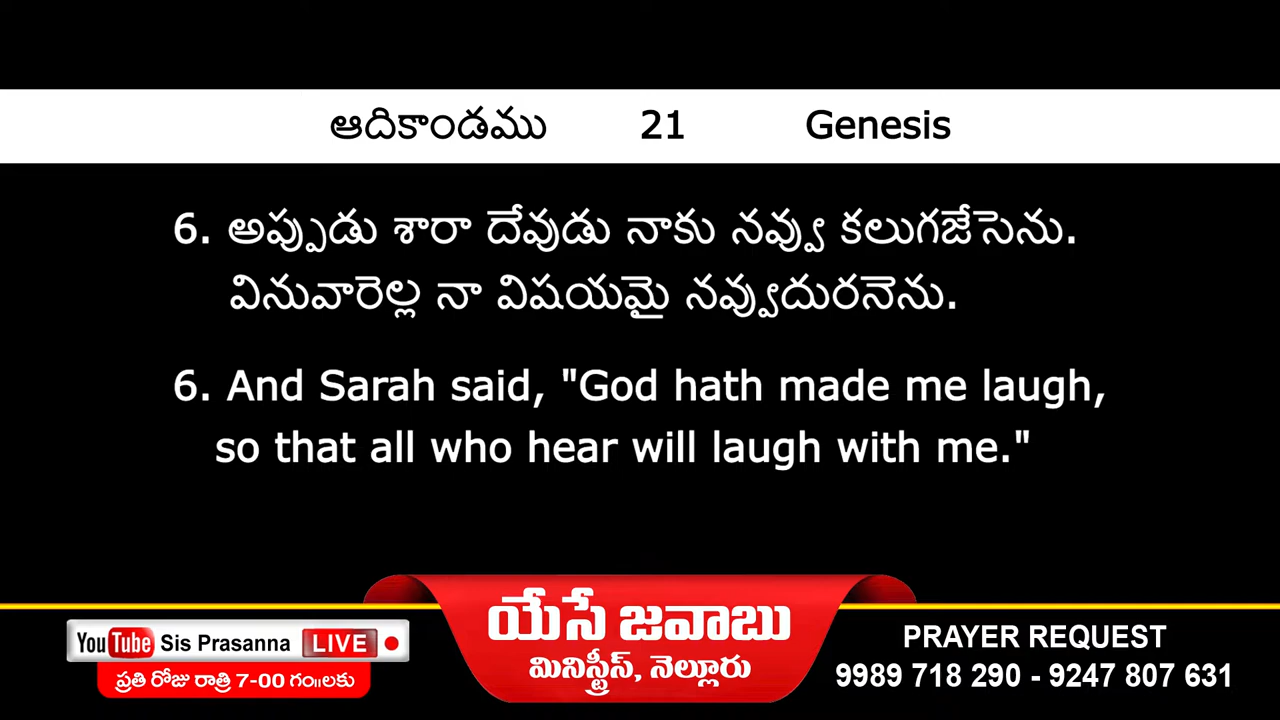 ఆదికాండము 21 Genesis
6. అప్పుడు శారా దేవుడు నాకు నవ్వు కలుగజేసెను.
వినువారెల్ల నా విషయమై నవ్వుదురనెను.
6. And Sarah said, "God hath made me laugh,
so that all who hear will laugh with me."
YouTube Sis Prasanna LIVE
ప్రతి రోజు రాత్రి 7-00 గం॥లకు
యేసే జవాబు
మినిస్ట్రీస్, నెల్లూరు
PRAYER REQUEST
9989 718 290 - 9247 807 631